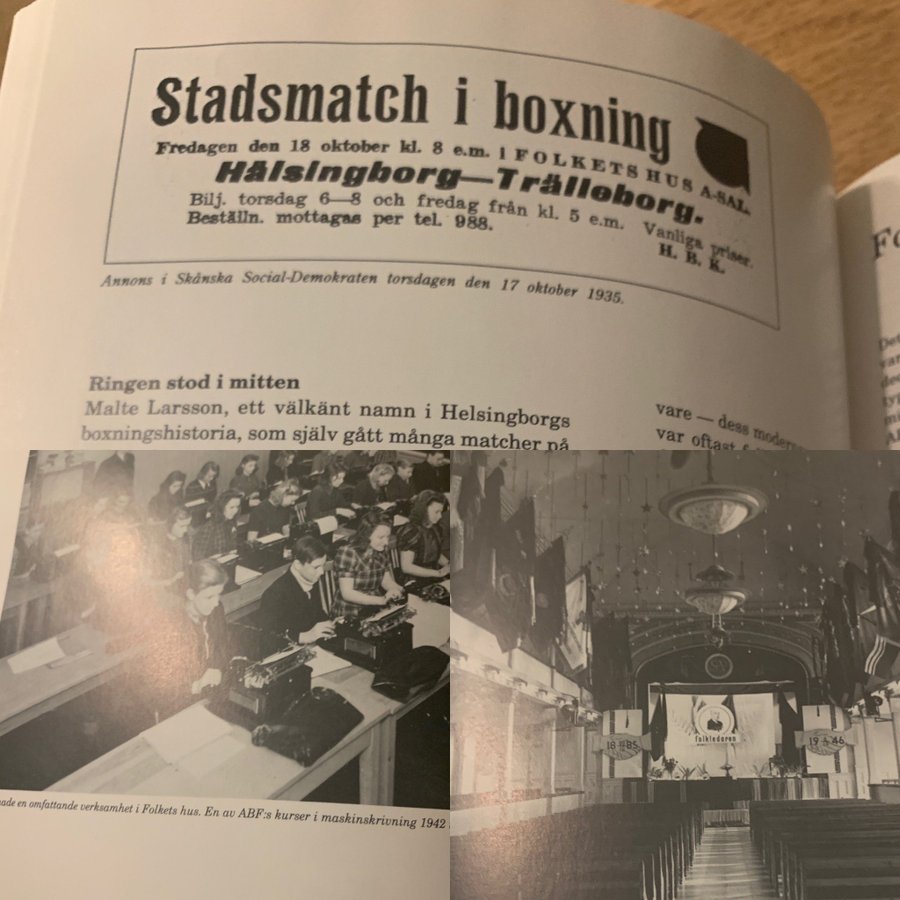 Stadsmatch i boxning
Fredagen den 18 oktober kl. 8 e.m. i FOLKETS HUS A-SAL.
Hälsingborg—Trälleborg.
Bilj. torsdag 6—8 och fredag från kl. 5 e.m. Vanliga priser.
Beställn. mottagas per tel. 988. H. B. K.
Annons i Skånska Social-Demokraten torsdagen den 17 oktober 1935.
Ringen stod i mitten
Malte Larsson, ett välkänt namn i Helsingborgs
boxningshistoria, som själv gått många matcher på
vare — dess
var oftast
en omfattande verksamhet i Folkets hus. En av ABF:s kurser i maskinskrivning 1942
folkledaren
18 85
19 46